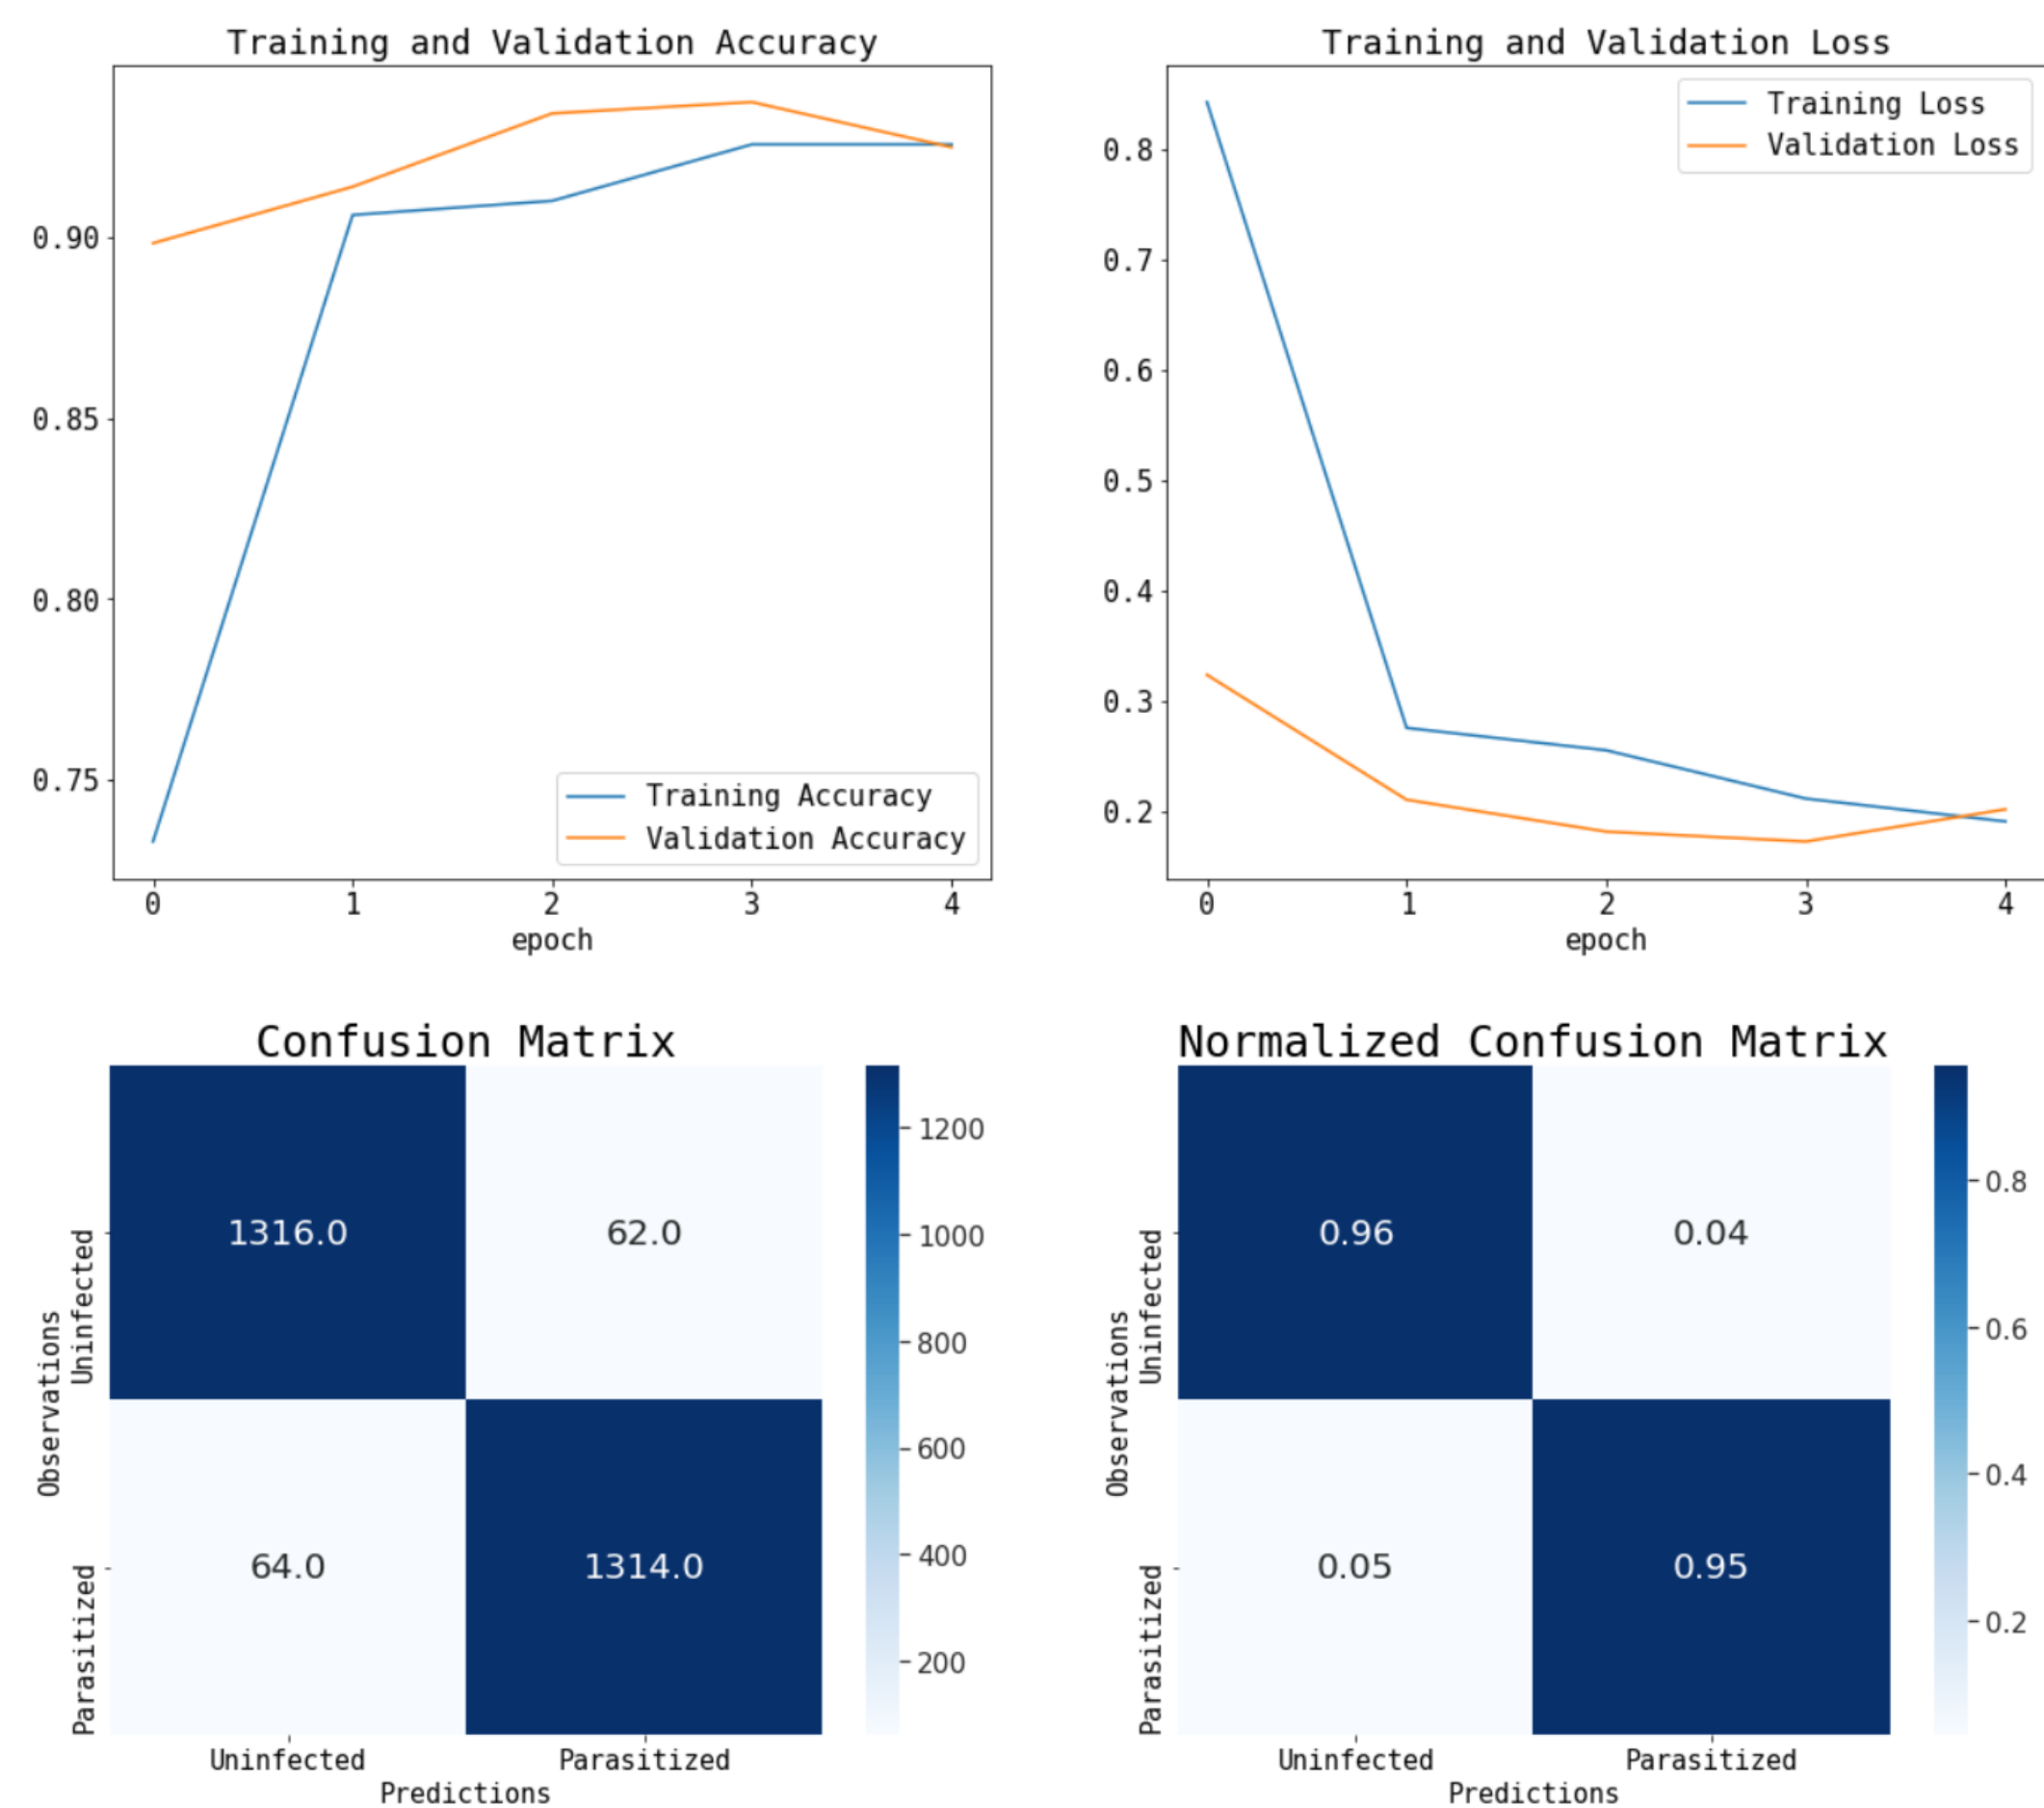 Training and Validation Accuracy
0.90
0.85
0.80
0.75
Training Accuracy
Validation Accuracy
0 1 2 3 4
epoch
Training and Validation Loss
Training Loss
Validation Loss
0.8
0.7
0.6
0.5
0.4
0.3
0.2
0 1 2 3 4
epoch
Confusion Matrix
Observations
Uninfected
Parasitized
1316.0 62.0
64.0 1314.0
1200
1000
800
600
400
200
Uninfected Parasitized
Predictions
Normalized Confusion Matrix
Observations
Uninfected
Parasitized
0.96 0.04
0.05 0.95
0.8
0.6
0.4
0.2
Uninfected Parasitized
Predictions